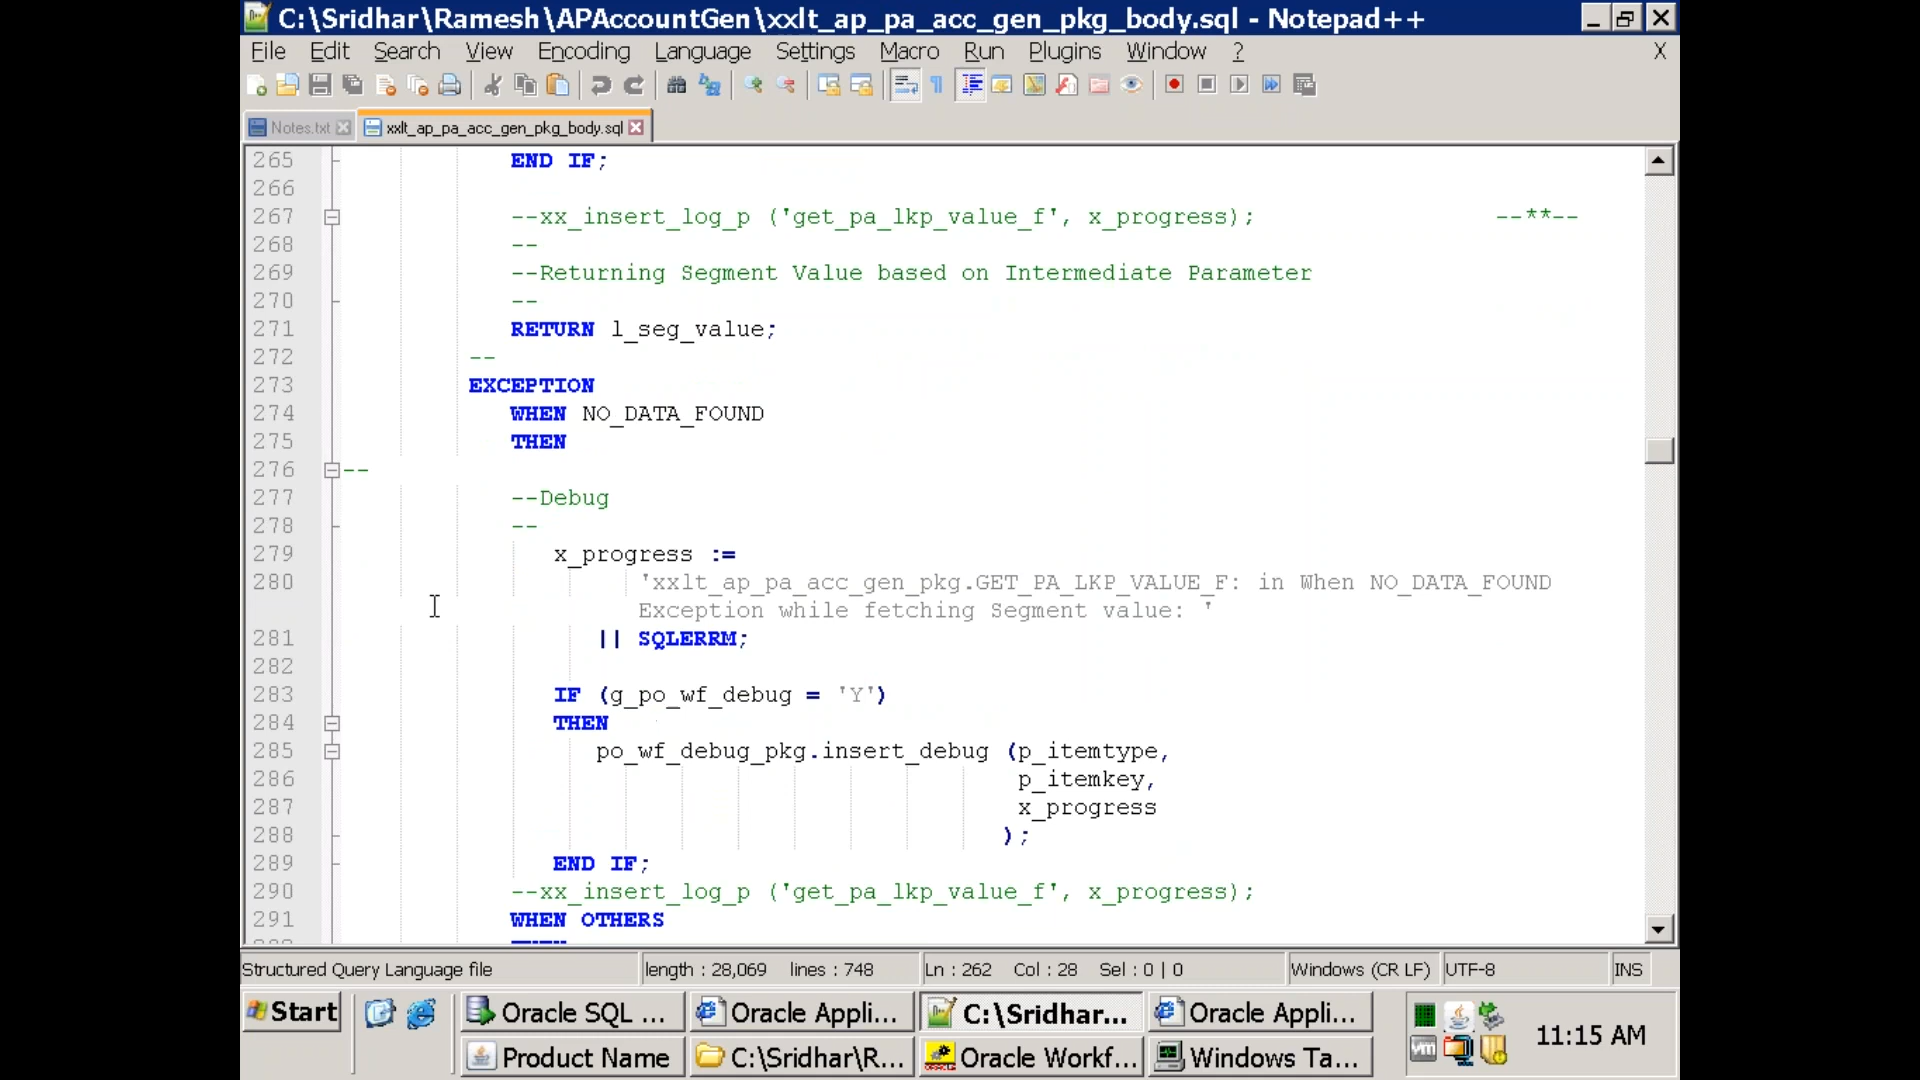 C:\Sridhar\Ramesh\APAccountGen\xxlt_ap_pa_acc_gen_pkg_body.sql - Notepad++
File Edit Search View Encoding Language Settings Macro Run Plugins Window ? X
Notes.txt xxlt_ap_pa_acc_gen_pkg_body.sql
265 END IF;
266
267 --xx_insert_log_p ('get_pa_lkp_value_f', x_progress); --**--
268 --
269 --Returning Segment Value based on Intermediate Parameter
270 --
271 RETURN l_seg_value;
272 --
273 EXCEPTION
274 WHEN NO_DATA_FOUND
275 THEN
276 --
277 --Debug
278 --
279 x_progress :=
280 'xxlt_ap_pa_acc_gen_pkg.GET_PA_LKP_VALUE_F: in When NO_DATA_FOUND
Exception while fetching Segment value: '
281 || SQLERRM;
282
283 IF (g_po_wf_debug = 'Y')
284 THEN
285 po_wf_debug_pkg.insert_debug (p_itemtype,
286 p_itemkey,
287 x_progress
288 );
289 END IF;
290 --xx_insert_log_p ('get_pa_lkp_value_f', x_progress);
291 WHEN OTHERS
Structured Query Language file length : 28,069 lines : 748 Ln : 262 Col : 28 Sel : 0 | 0 Windows (CR LF) UTF-8 INS
Start Oracle SQL ... Oracle Appli... C:\Sridhar... Oracle Appli...
Product Name C:\Sridhar\R... Oracle Workf... Windows Ta...
11:15 AM